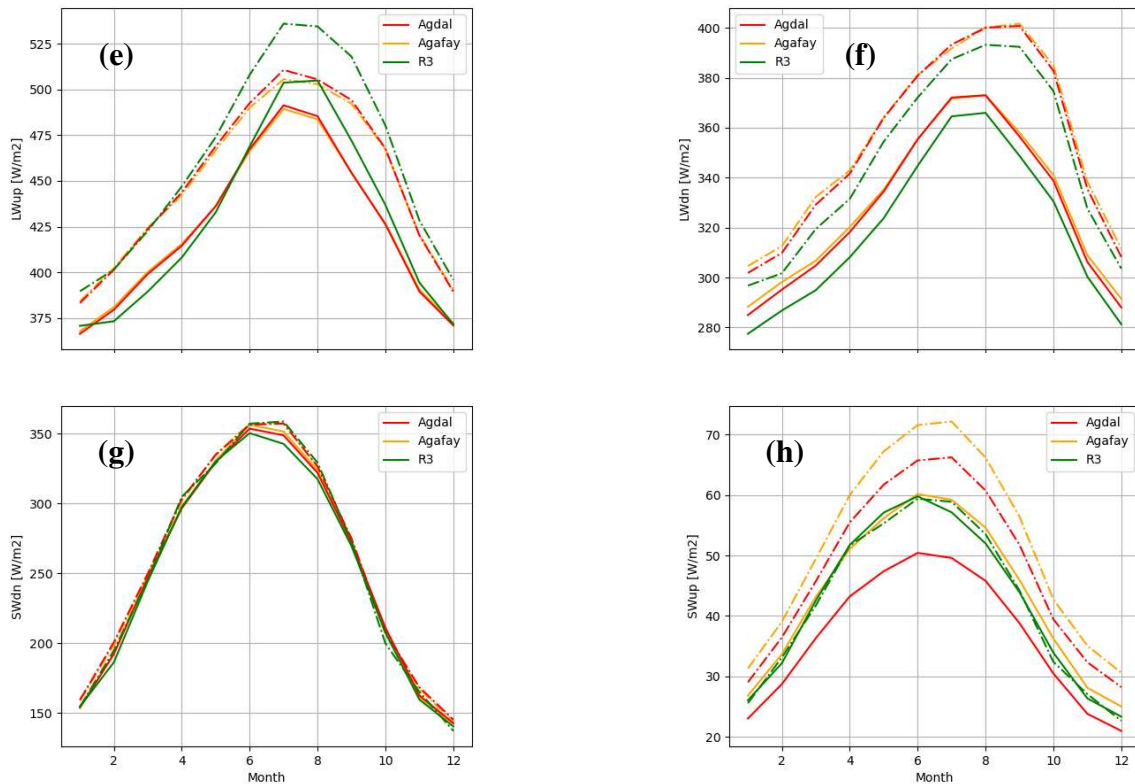 (e)
LWup [W/m2]
525
500
475
450
425
400
375
Agdal
Agafay
R3
(f)
LWdn [W/m2]
400
380
360
340
320
300
280
Agdal
Agafay
R3
(g)
SWdn [W/m2]
350
300
250
200
150
Agdal
Agafay
R3
2 4 6 8 10 12
Month
(h)
SWup [W/m2]
70
60
50
40
30
20
Agdal
Agafay
R3
2 4 6 8 10 12
Month